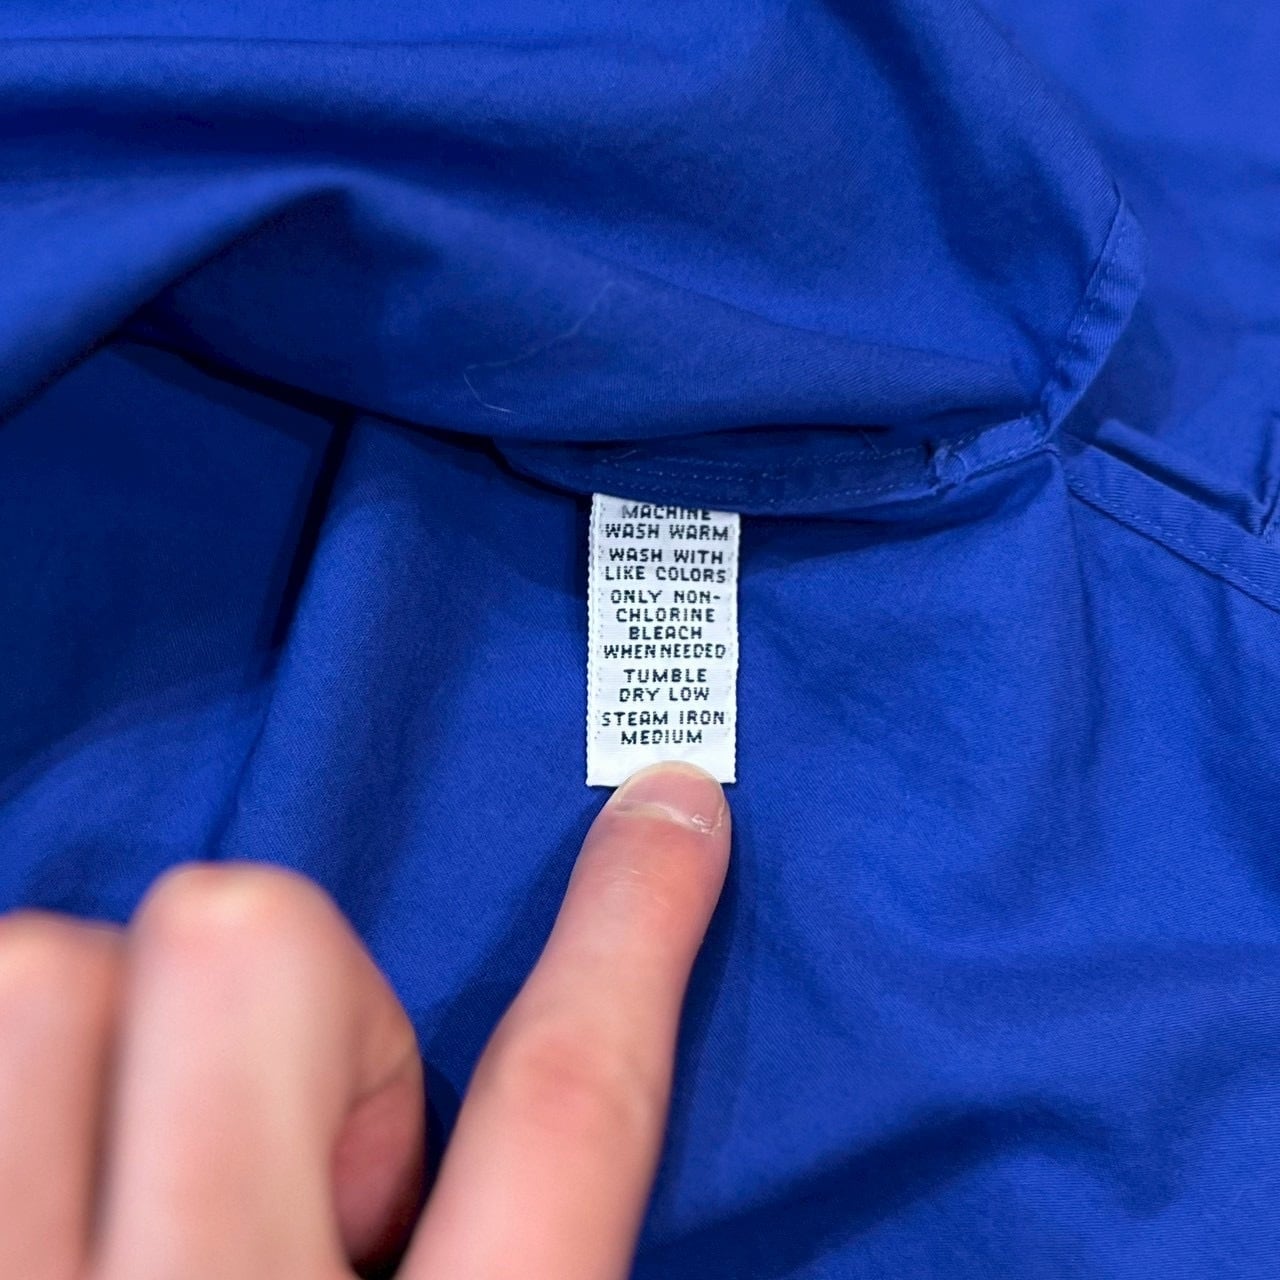 MACHINE
WASH WARM
WASH WITH
LIKE COLORS
ONLY NON-
CHLORINE
BLEACH
WHEN NEEDED
TUMBLE
DRY LOW
STEAM IRON
MEDIUM